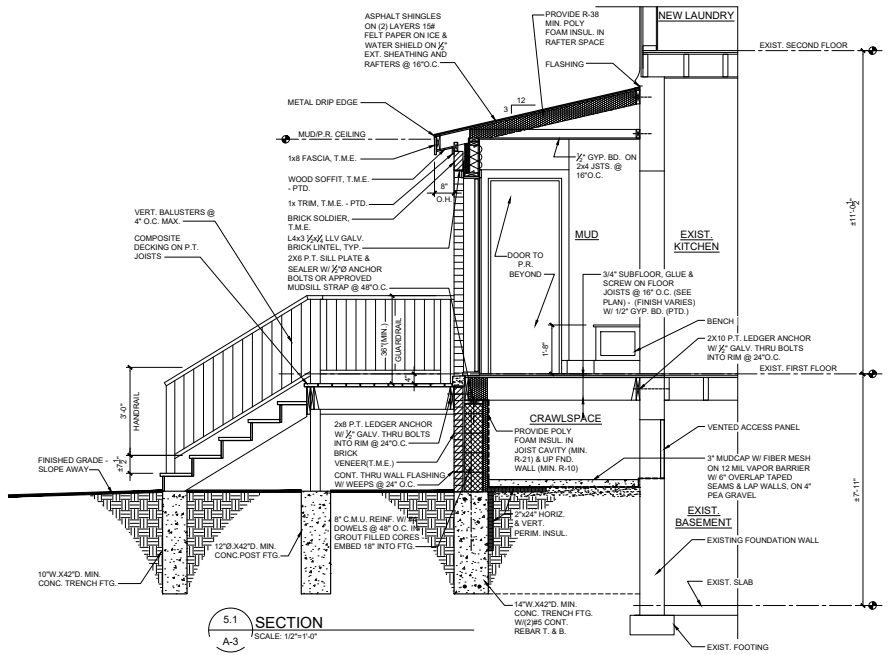 ASPHALT SHINGLES
ON (2) LAYERS 15#
FELT PAPER ON ICE &
WATER SHIELD ON ½"
EXT. SHEATHING AND
RAFTERS @ 16"O.C.
PROVIDE R-38
MIN. POLY
FOAM INSUL. IN
RAFTER SPACE
FLASHING
NEW LAUNDRY
EXIST. SECOND FLOOR
12
3
METAL DRIP EDGE
MUD/P.R. CEILING
1x8 FASCIA, T.M.E.
WOOD SOFFIT, T.M.E.
- PTD.
1x TRIM, T.M.E. - PTD.
BRICK SOLDIER,
T.M.E.
L4x3 ½x¼ LLV GALV.
BRICK LINTEL, TYP.
2X6 P.T. SILL PLATE &
SEALER W/ ½"Ø ANCHOR
BOLTS OR APPROVED
MUDSILL STRAP @ 48"O.C.
8"
O.H.
½" GYP. BD. ON
2x4 JSTS. @
16"O.C.
±11'-0½"
VERT. BALUSTERS @
4" O.C. MAX.
COMPOSITE
DECKING ON P.T.
JOISTS
MUD
EXIST.
KITCHEN
DOOR TO
P.R.
BEYOND
3/4" SUBFLOOR, GLUE &
SCREW ON FLOOR
JOISTS @ 16" O.C. (SEE
PLAN) - (FINISH VARIES)
W/ 1/2" GYP. BD. (PTD.)
BENCH
2X10 P.T. LEDGER ANCHOR
W/ ½" GALV. THRU BOLTS
INTO RIM @ 24"O.C.
36"(MIN.)
GUARDRAIL
4"
1'-8"
EXIST. FIRST FLOOR
3'-0"
HANDRAIL
±7½"
FINISHED GRADE -
SLOPE AWAY
2x8 P.T. LEDGER ANCHOR
W/ ½" GALV. THRU BOLTS
INTO RIM @ 24"O.C.
BRICK
VENEER(T.M.E.)
CONT. THRU WALL FLASHING
W/ WEEPS @ 24" O.C.
CRAWLSPACE
PROVIDE POLY
FOAM INSUL. IN
JOIST CAVITY (MIN.
R-21) & UP FND.
WALL (MIN. R-10)
VENTED ACCESS PANEL
3" MUDCAP W/ FIBER MESH
ON 12 MIL VAPOR BARRIER
W/ 6" OVERLAP TAPED
SEAMS & LAP WALLS, ON 4"
PEA GRAVEL
±7'-11"
8" C.M.U. REINF. W/
DOWELS @ 48" O.C. IN
GROUT FILLED CORES -
EMBED 18" INTO FTG.
2"x24" HORIZ.
& VERT.
PERIM. INSUL.
EXIST.
BASEMENT
EXISTING FOUNDATION WALL
10"W.X42"D. MIN.
CONC. TRENCH FTG.
12"Ø.X42"D. MIN.
CONC.POST FTG.
14"W.X42"D. MIN.
CONC. TRENCH FTG.
W/(2)#5 CONT.
REBAR T. & B.
EXIST. SLAB
EXIST. FOOTING
5.1
A-3
SECTION
SCALE: 1/2"=1'-0"